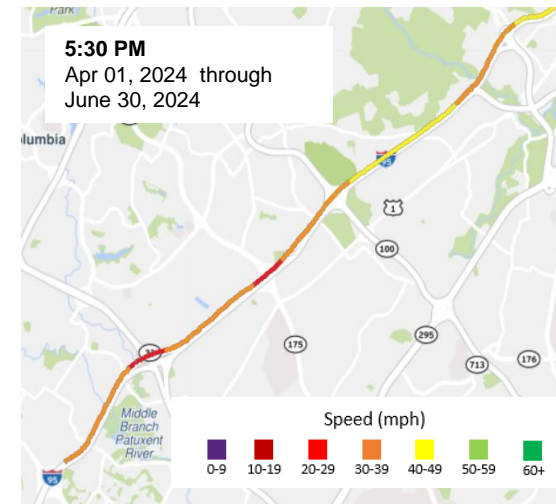 Park
5:30 PM
Apr 01, 2024 through
June 30, 2024
olumbia
95
1
100
295
175
713
176
32
Middle
Branch
Patuxent
River
95
Speed (mph)
0-9 10-19 20-29 30-39 40-49 50-59 60+